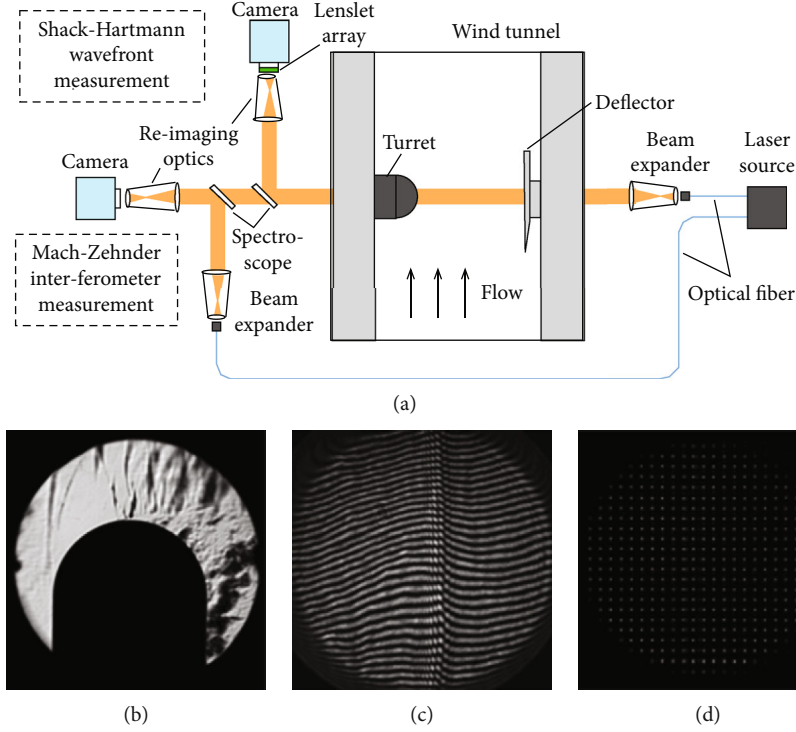 Shack-Hartmann
wavefront
measurement
Camera
Lenslet
array
Wind tunnel
Deflector
Re-imaging
optics
Turret
Beam
expander
Laser
source
Camera
Spectro-
scope
Mach-Zehnder
inter-ferometer
measurement
Beam
expander
Flow
Optical fiber
(a)
(b)
(c)
(d)